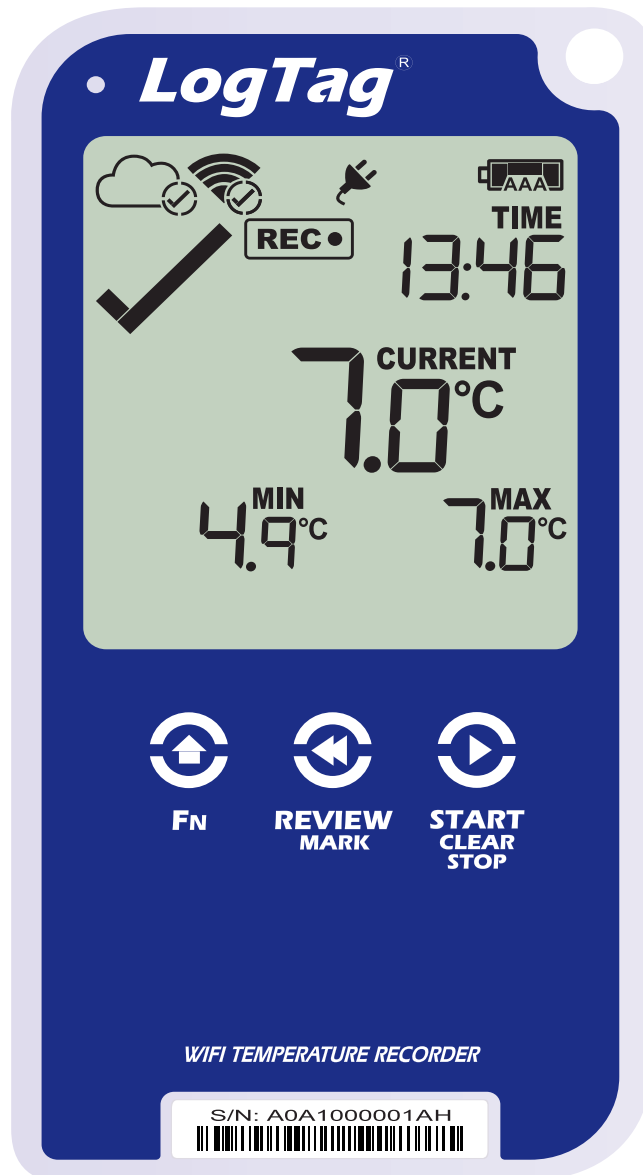 LogTag®
AAA
TIME
REC
13:46
CURRENT
7.0°C
MIN
4.9°C
MAX
7.0°C
FN
REVIEW
MARK
START
CLEAR
STOP
WIFI TEMPERATURE RECORDER
S/N: A0A1000001AH